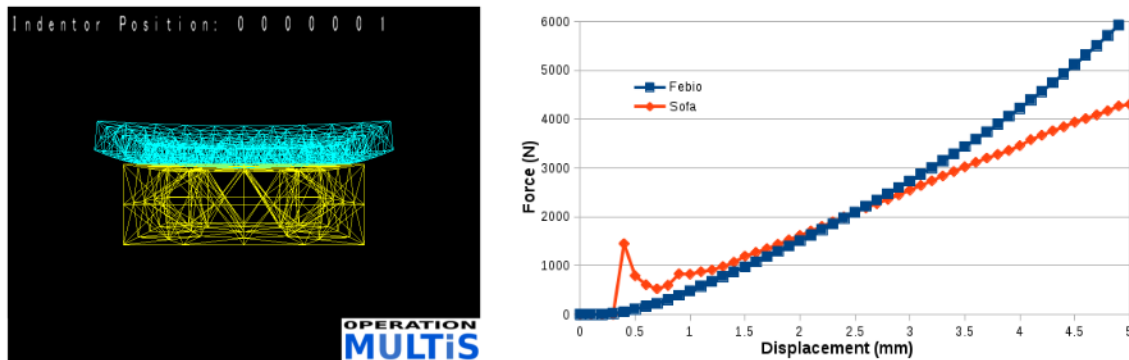 Indentor Position: 0 0 0 0 0 0 1
OPERATION
MULTiS
Force (N)
6000
5000
4000
3000
2000
1000
0
Febio
Sofa
0 0.5 1 1.5 2 2.5 3 3.5 4 4.5 5
Displacement (mm)